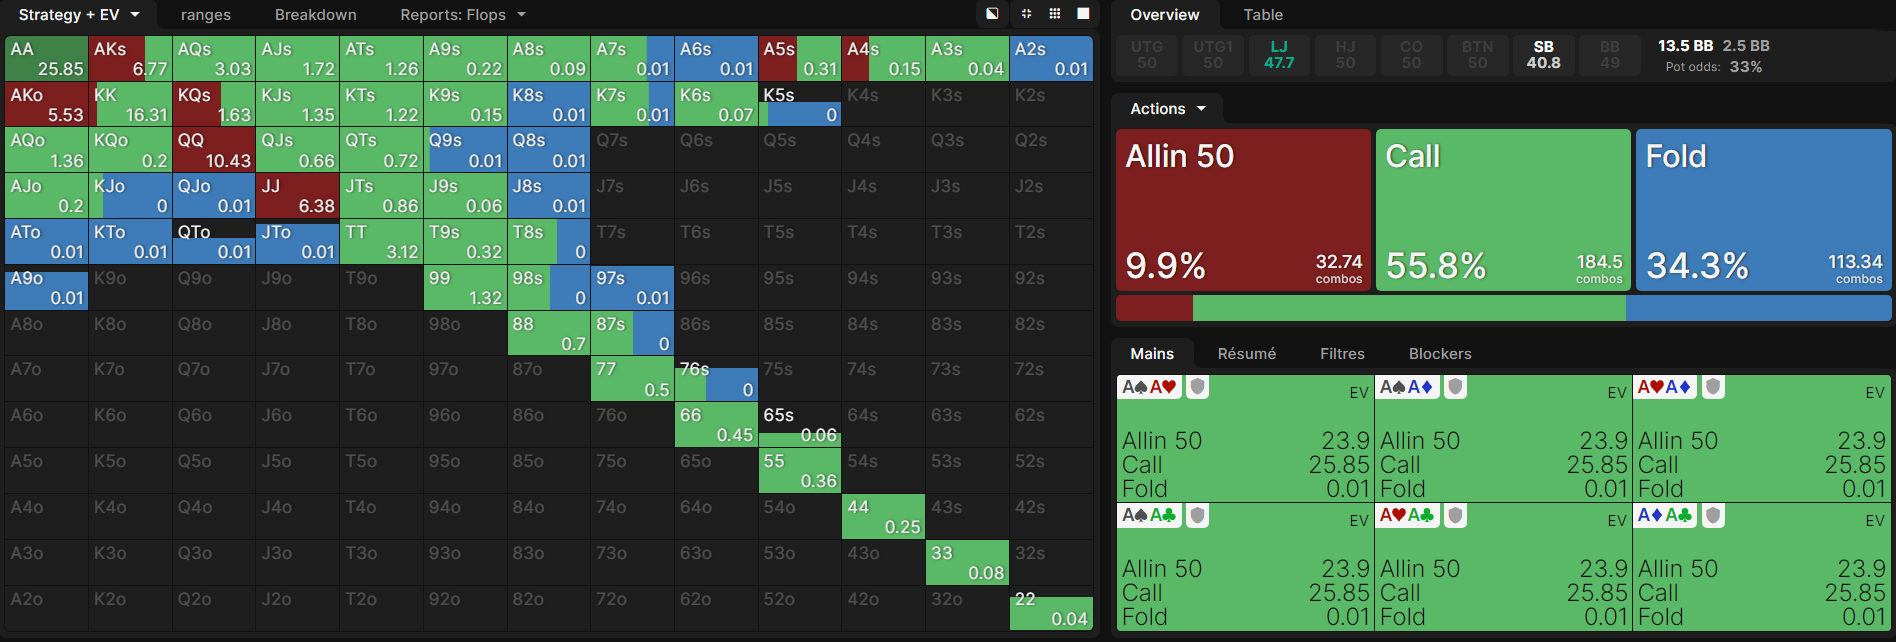 Strategy + EV ranges Breakdown Reports: Flops
AA AKs AQs AJs ATs A9s A8s A7s A6s A5s A4s A3s A2s
25.85 6.77 3.03 1.72 1.26 0.22 0.09 0.01 0.01 0.31 0.15 0.04 0.01
AKo KK KQs KJs KTs K9s K8s K7s K6s K5s K4s K3s K2s
5.53 16.31 1.63 1.35 1.22 0.15 0.01 0.01 0.07 0
AQo KQo QQ QJs QTs Q9s Q8s Q7s Q6s Q5s Q4s Q3s Q2s
1.36 0.2 10.43 0.66 0.72 0.01 0.01
AJo KJo QJo JJ JTs J9s J8s J7s J6s J5s J4s J3s J2s
0.2 0 0.01 6.38 0.86 0.06 0.01
ATo KTo QTo JTo TT T9s T8s T7s T6s T5s T4s T3s T2s
0.01 0.01 0.01 0.01 3.12 0.32 0
A9o K9o Q9o J9o T9o 99 98s 97s 96s 95s 94s 93s 92s
0.01 1.32 0 0.01
A8o K8o Q8o J8o T8o 98o 88 87s 86s 85s 84s 83s 82s
0.7 0
A7o K7o Q7o J7o T7o 97o 87o 77 76s 75s 74s 73s 72s
0.5 0
A6o K6o Q6o J6o T6o 96o 86o 76o 66 65s 64s 63s 62s
0.45 0.06
A5o K5o Q5o J5o T5o 95o 85o 75o 65o 55 54s 53s 52s
0.36
A4o K4o Q4o J4o T4o 94o 84o 74o 64o 54o 44 43s 42s
0.25
A3o K3o Q3o J3o T3o 93o 83o 73o 63o 53o 43o 33 32s
0.08
A2o K2o Q2o J2o T2o 92o 82o 72o 62o 52o 42o 32o 22
0.04
Overview Table
UTG UTG1 LJ HJ CO BTN SB BB
50 50 47.7 50 50 50 40.8 49
13.5 BB 2.5 BB
Pot odds: 33%
Actions
Allin 50 Call Fold
9.9% 32.74 combos 55.8% 184.5 combos 34.3% 113.34 combos
Mains Résumé Filtres Blockers
A♠A♥ EV A♠A♦ EV A♥A♦ EV
Allin 50 23.9 Allin 50 23.9 Allin 50 23.9
Call 25.85 Call 25.85 Call 25.85
Fold 0.01 Fold 0.01 Fold 0.01
A♠A♣ EV A♥A♣ EV A♦A♣ EV
Allin 50 23.9 Allin 50 23.9 Allin 50 23.9
Call 25.85 Call 25.85 Call 25.85
Fold 0.01 Fold 0.01 Fold 0.01